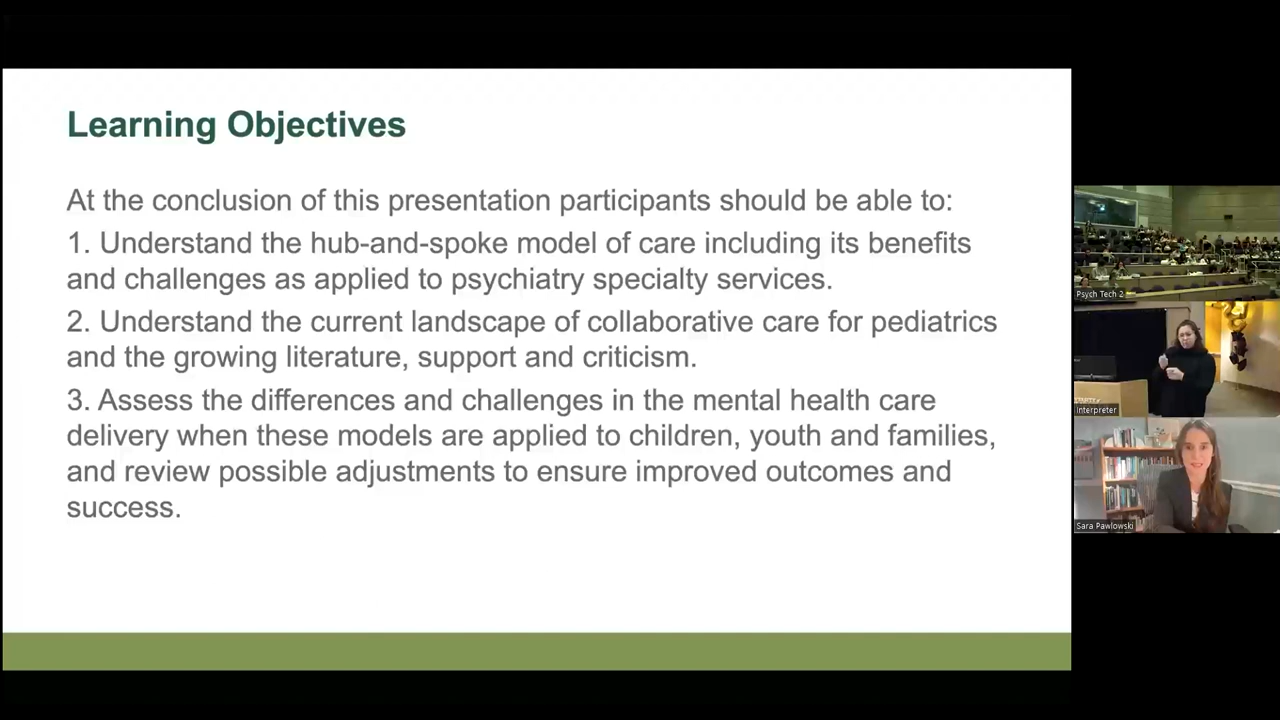 Learning Objectives
At the conclusion of this presentation participants should be able to:
1. Understand the hub-and-spoke model of care including its benefits
and challenges as applied to psychiatry specialty services.
2. Understand the current landscape of collaborative care for pediatrics
and the growing literature, support and criticism.
3. Assess the differences and challenges in the mental health care
delivery when these models are applied to children, youth and families,
and review possible adjustments to ensure improved outcomes and
success.
Psych Tech 2
Interpreter
Sara Pawlowski